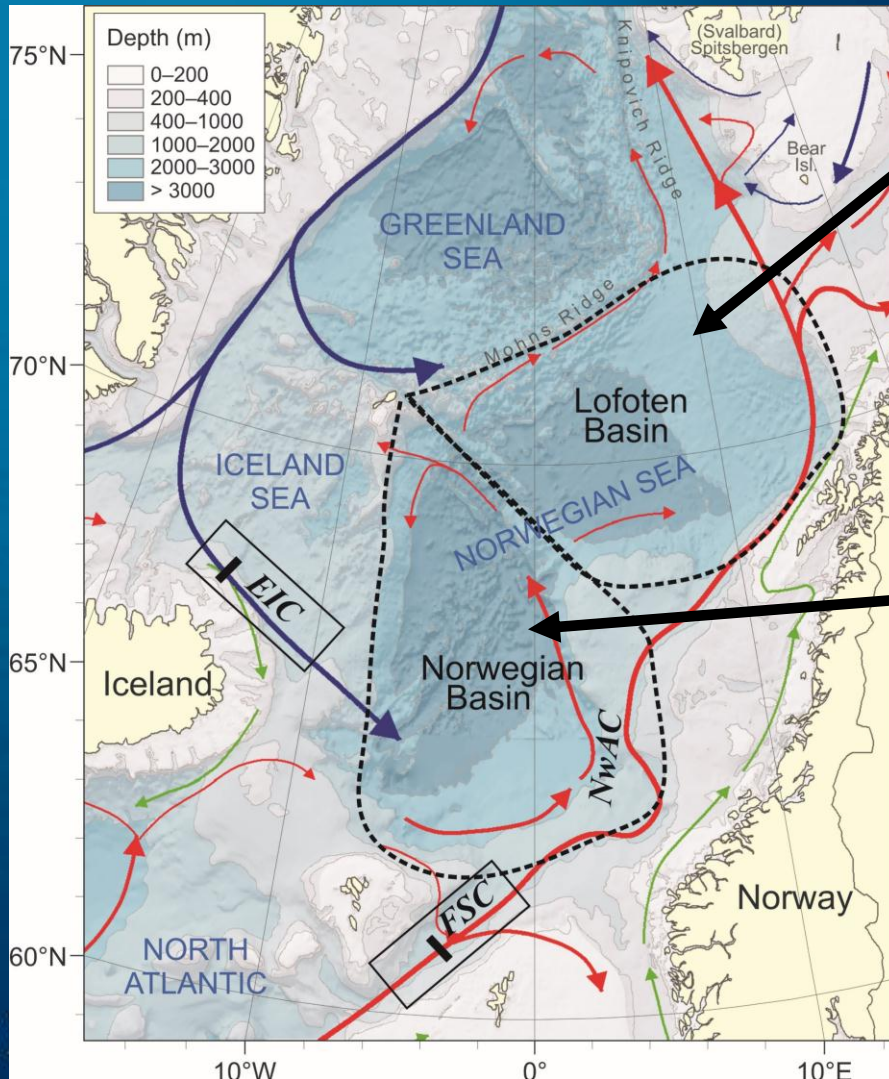 Depth (m)
0–200
200–400
400–1000
1000–2000
2000–3000
> 3000
75°N
70°N
65°N
60°N
(Svalbard)
Spitsbergen
Knipovich Ridge
Bear
Isl.
GREENLAND
SEA
Mohns Ridge
Lofoten
Basin
ICELAND
SEA
NORWEGIAN SEA
EIC
Iceland
Norwegian
Basin
NwAC
FSC
Norway
NORTH
ATLANTIC
10°W
0°
10°E